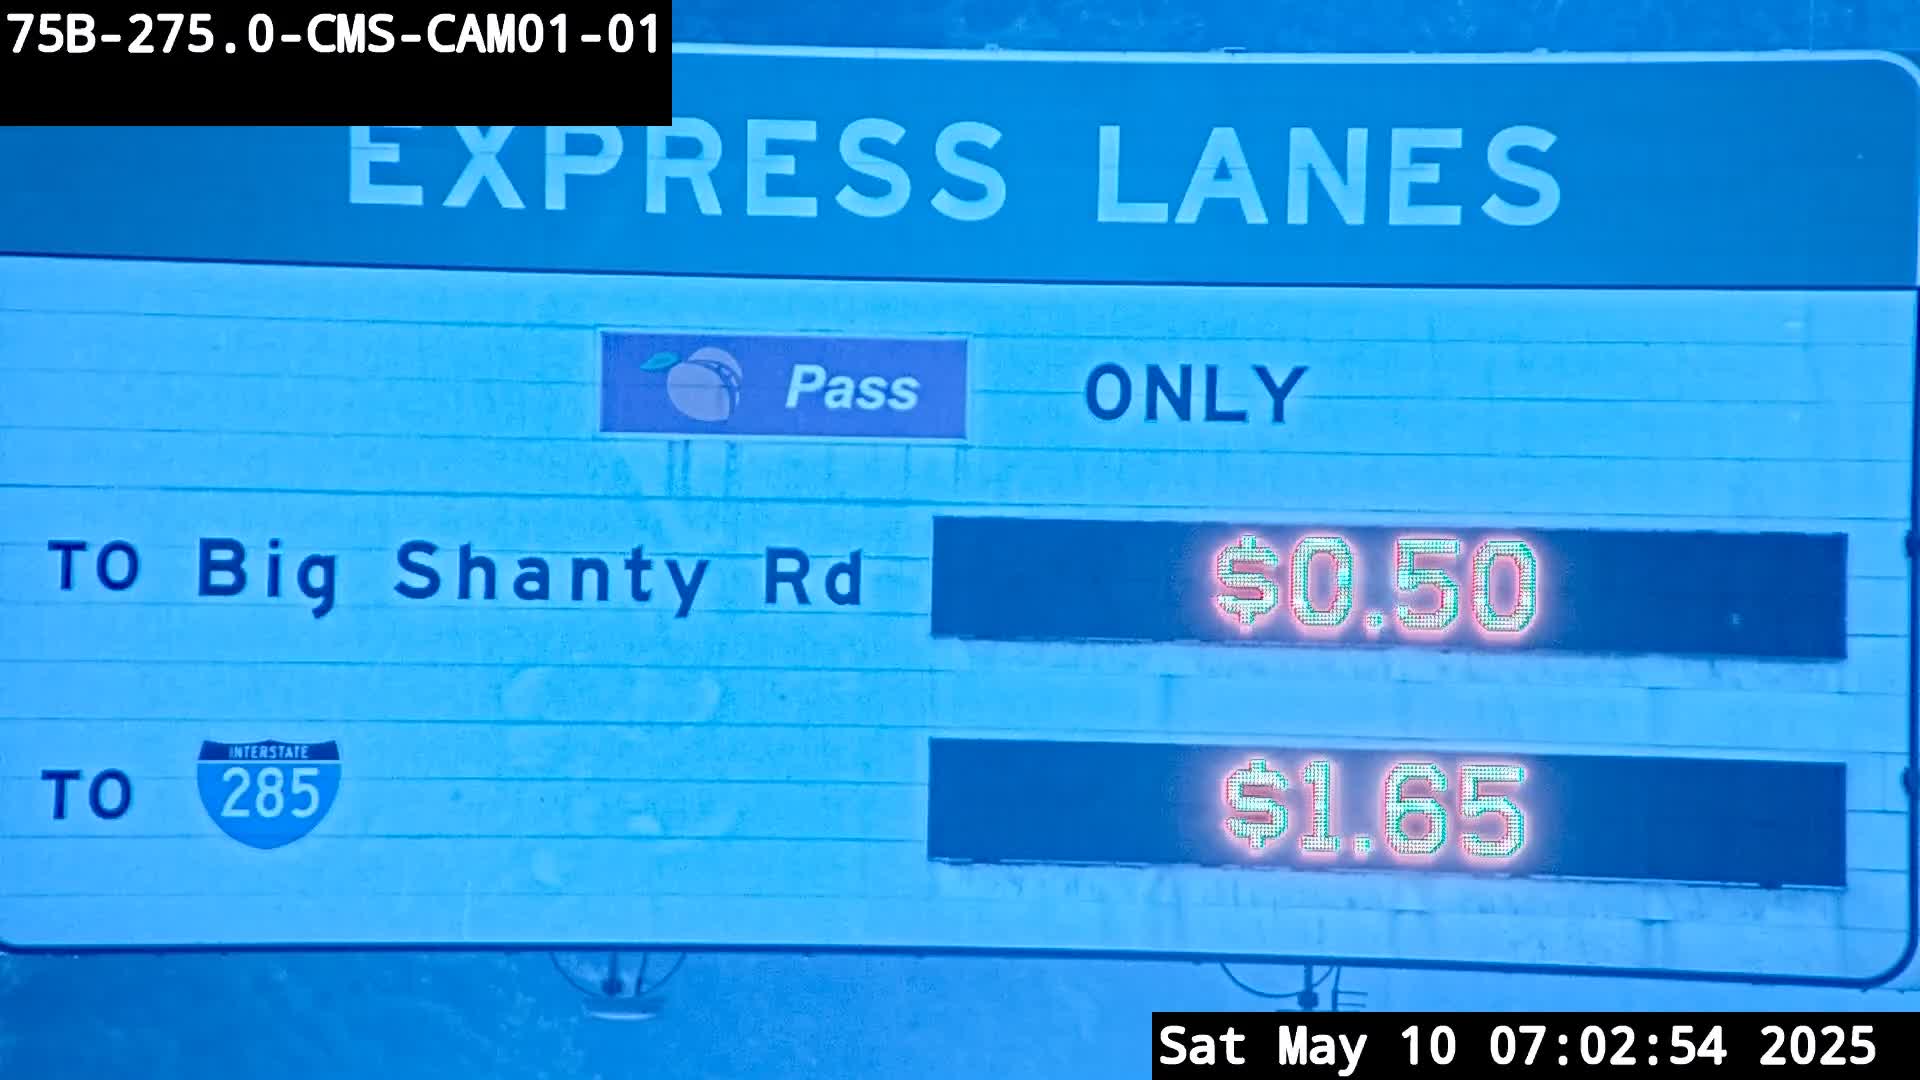 75B-275.0-CMS-CAM01-01
EXPRESS LANES
Pass ONLY
TO Big Shanty Rd $0.50
INTERSTATE
TO 285 $1.65
Sat May 10 07:02:54 2025